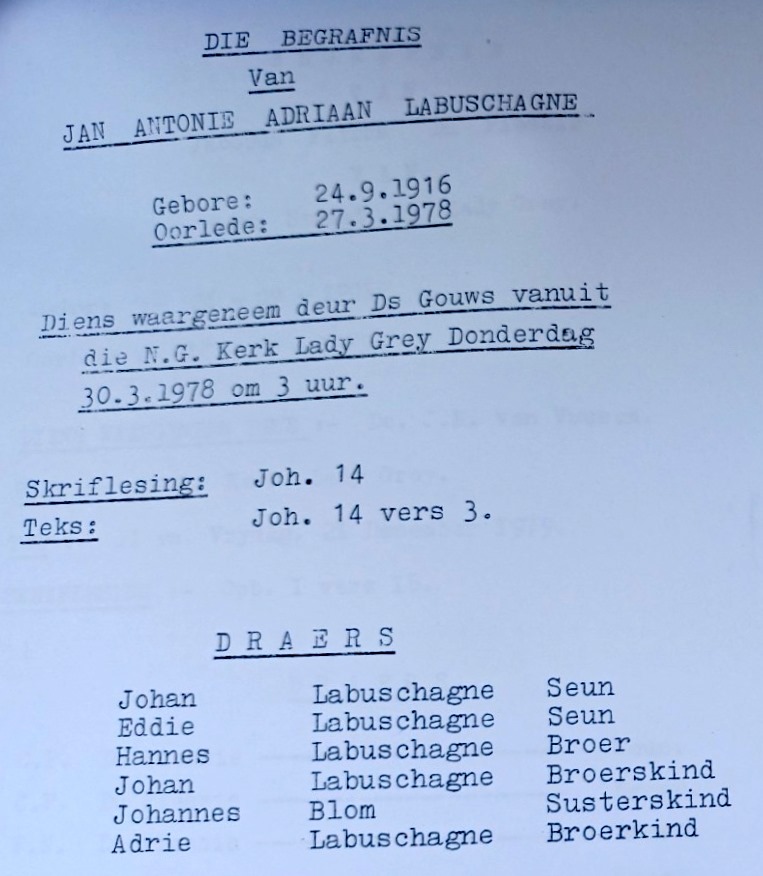 DIE BEGRAFNIS
Van
JAN ANTONIE ADRIAAN LABUSCHAGNE
Gebore: 24.9.1916
Oorlede: 27.3.1978
Diens waargeneem deur Ds Gouws vanuit
die N.G. Kerk Lady Grey Donderdag
30.3.1978 om 3 uur.
Skriflesing: Joh. 14
Teks: Joh. 14 vers 3.
D R A E R S
Johan Labuschagne Seun
Eddie Labuschagne Seun
Hannes Labuschagne Broer
Johan Labuschagne Broerskind
Johannes Blom Susterskind
Adrie Labuschagne Broerkind